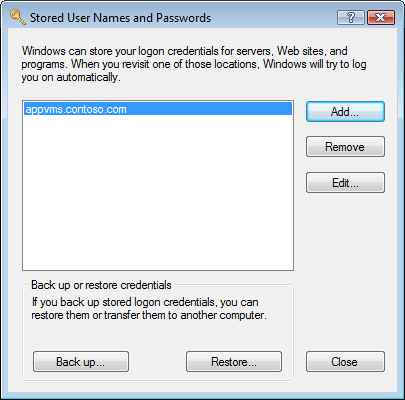 Stored User Names and Passwords
Windows can store your logon credentials for servers, Web sites, and
programs. When you revisit one of those locations, Windows will try to log
you on automatically.
appvms.contoso.com
Add...
Remove
Edit...
Back up or restore credentials
If you back up stored logon credentials, you can
restore them or transfer them to another computer.
Back up...
Restore...
Close